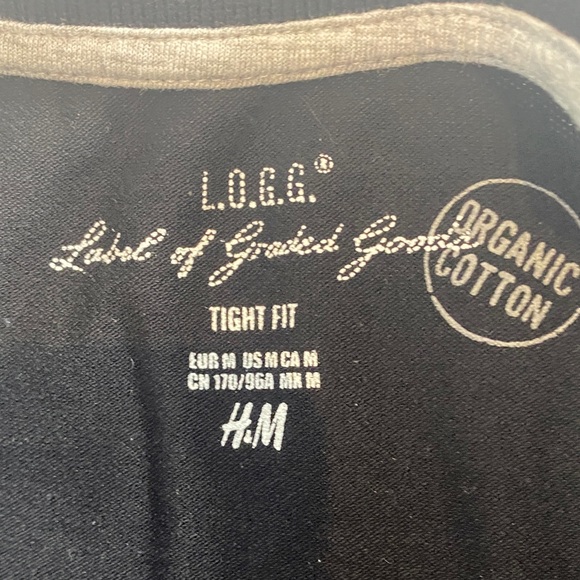 L.O.G.G.®
Label of Graded Goods
ORGANIC
COTTON
TIGHT FIT
EUR M US M CA M
CN 170/96A MX M
H&M